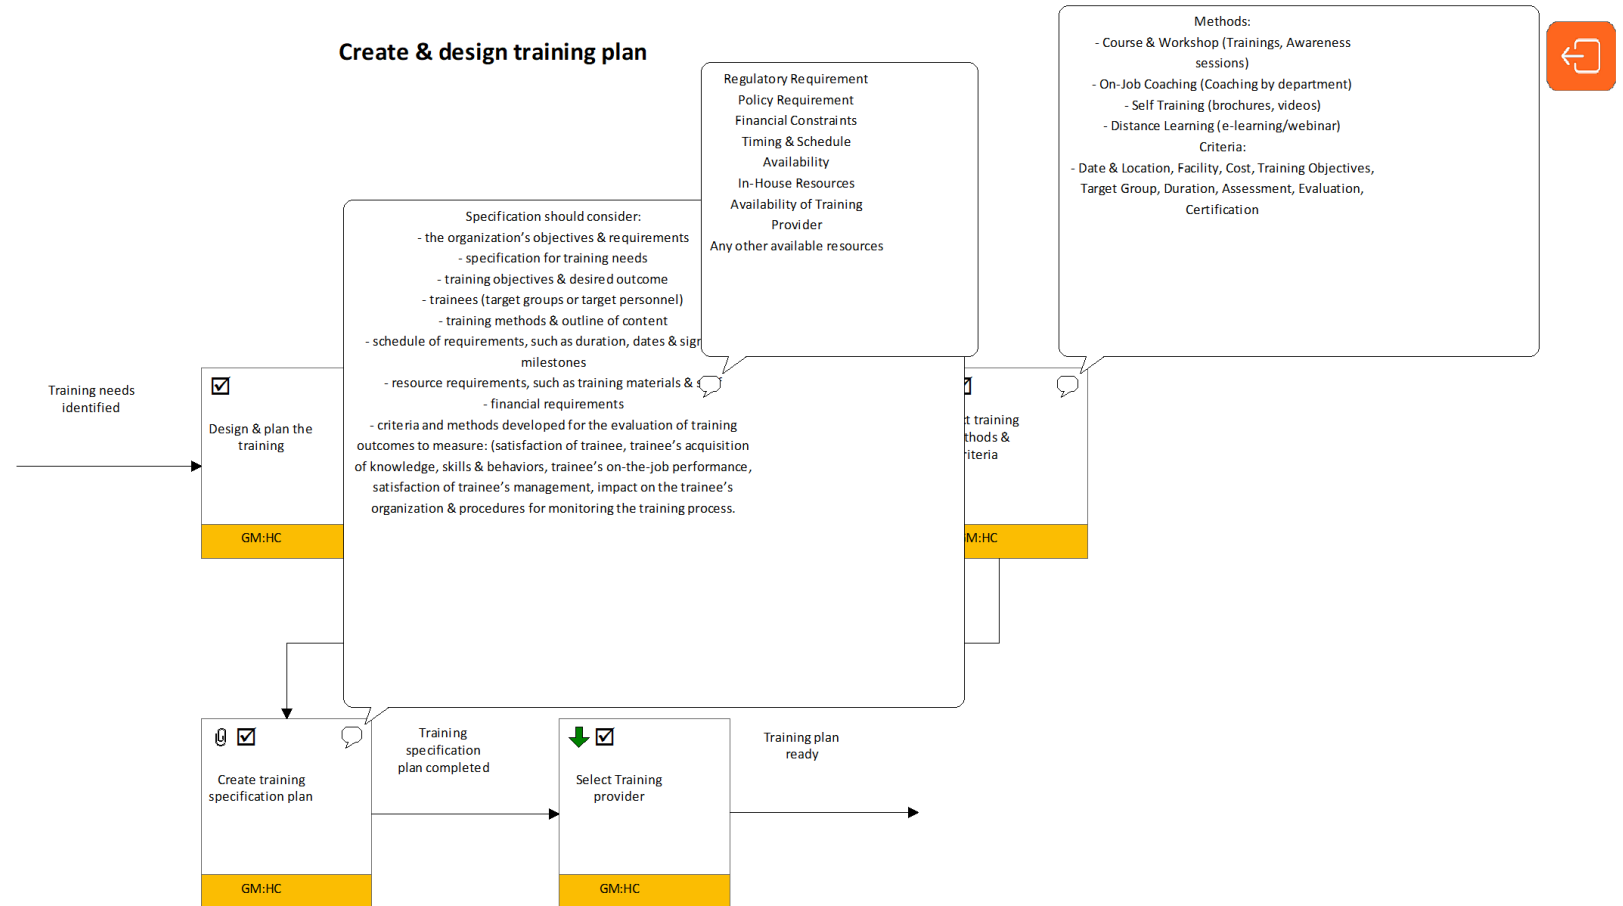 Create & design training plan
Methods:
- Course & Workshop (Trainings, Awareness
sessions)
- On-Job Coaching (Coaching by department)
- Self Training (brochures, videos)
- Distance Learning (e-learning/webinar)
Criteria:
- Date & Location, Facility, Cost, Training Objectives,
Target Group, Duration, Assessment, Evaluation,
Certification
Regulatory Requirement
Policy Requirement
Financial Constraints
Timing & Schedule
Availability
In-House Resources
Availability of Training
Provider
Any other available resources
Specification should consider:
- the organization's objectives & requirements
- specification for training needs
- training objectives & desired outcome
- trainees (target groups or target personnel)
- training methods & outline of content
- schedule of requirements, such as duration, dates &
milestones
- resource requirements, such as training materials &
- financial requirements
- criteria and methods developed for the evaluation of training
outcomes to measure: (satisfaction of trainee, trainee's acquisition
of knowledge, skills & behaviors, trainee's on-the-job performance,
satisfaction of trainee's management, impact on the trainee's
organization & procedures for monitoring the training process.
Training needs
identified
Design & plan the
training
GM:HC
training
&
GM:HC
Create training
specification plan
GM:HC
Training
specification
plan completed
Select Training
provider
GM:HC
Training plan
ready